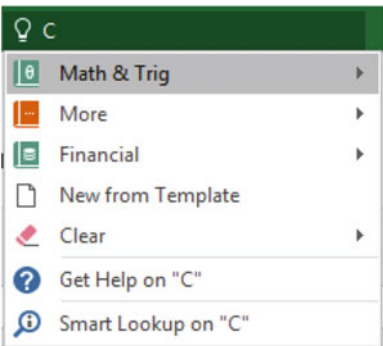 C
Math & Trig
More
Financial
New from Template
Clear
Get Help on "C"
Smart Lookup on "C"